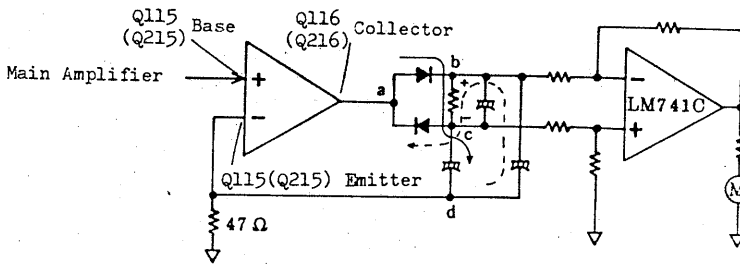 Q115
(Q215) Base
Q116
(Q216) Collector
Main Amplifier
+
−
a
b
+
−
c
d
Q115(Q215) Emitter
47 Ω
−
LM741C
+
M